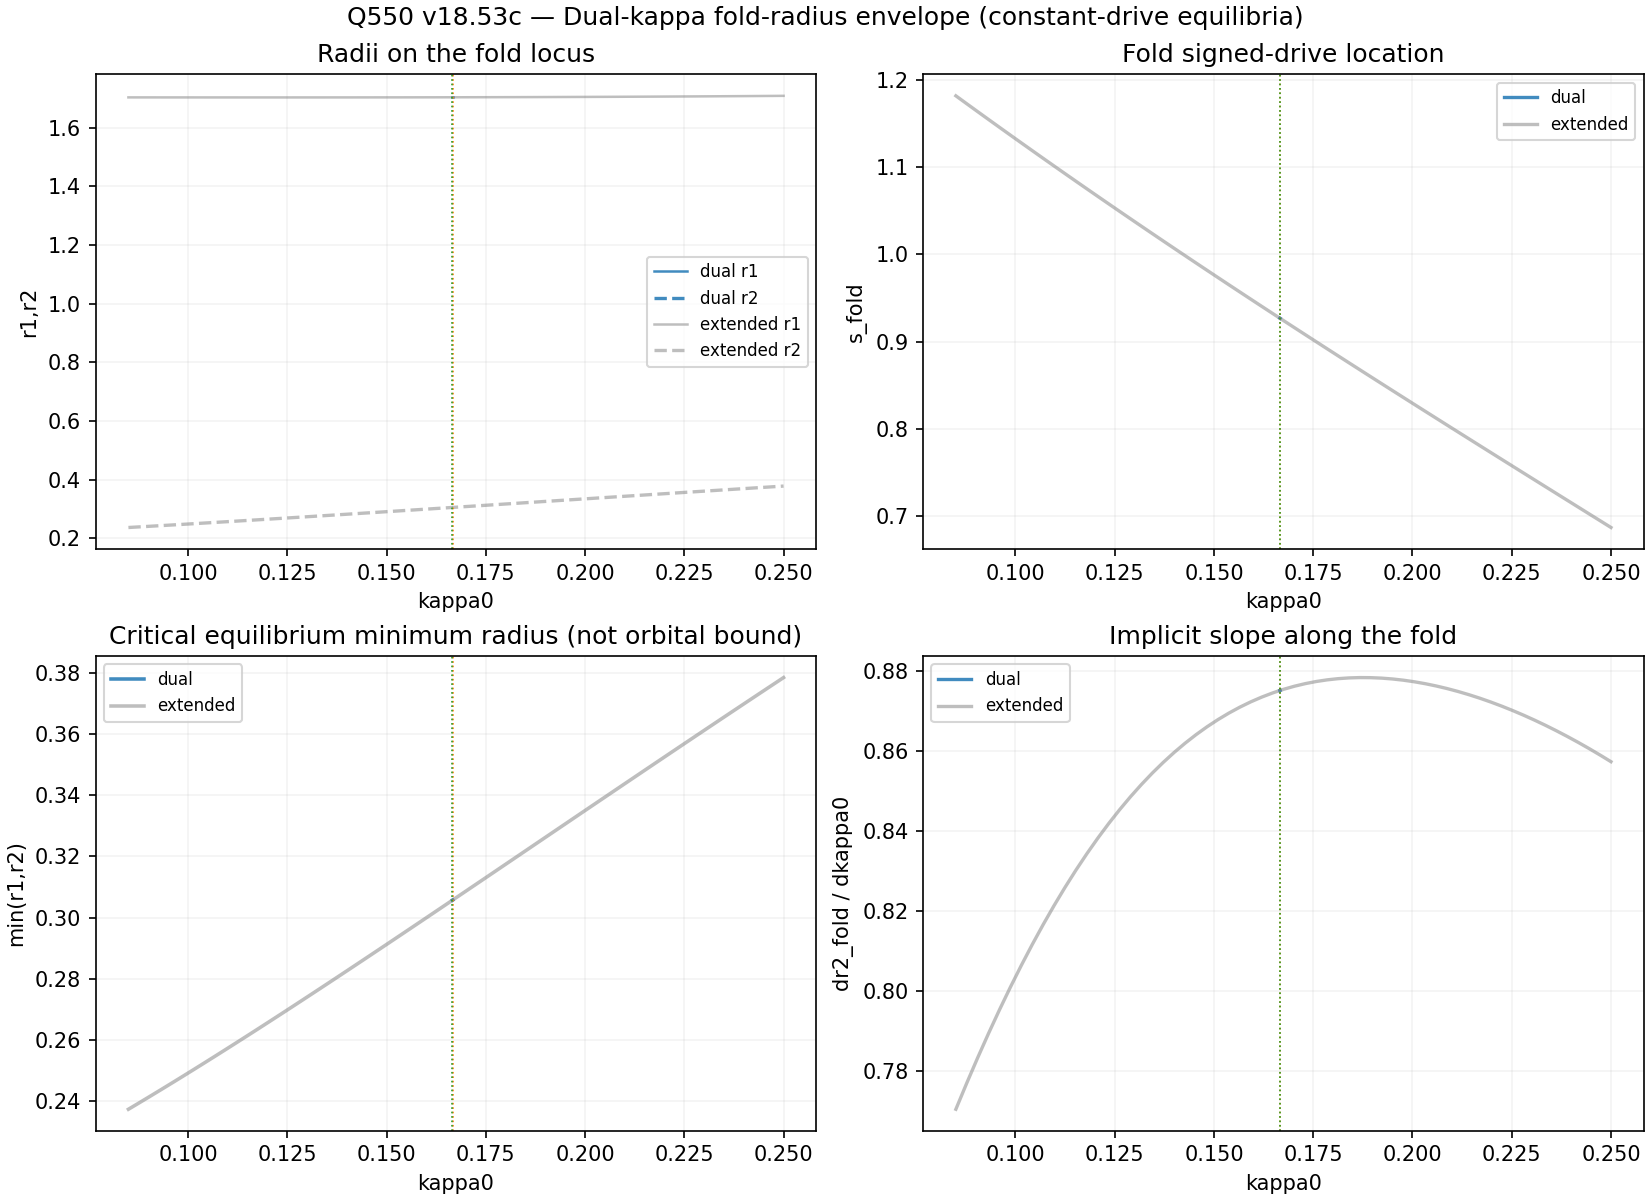 Q550 v18.53c — Dual-kappa fold-radius envelope (constant-drive equilibria)
Radii on the fold locus
1.6
1.4
1.2
1.0
0.8
0.6
0.4
0.2
r1,r2
dual r1
dual r2
extended r1
extended r2
0.100 0.125 0.150 0.175 0.200 0.225 0.250
kappa0
Fold signed-drive location
1.2
1.1
1.0
0.9
0.8
0.7
s_fold
dual
extended
0.100 0.125 0.150 0.175 0.200 0.225 0.250
kappa0
Critical equilibrium minimum radius (not orbital bound)
0.38
0.36
0.34
0.32
0.30
0.28
0.26
0.24
min(r1,r2)
dual
extended
0.100 0.125 0.150 0.175 0.200 0.225 0.250
kappa0
Implicit slope along the fold
0.88
0.86
0.84
0.82
0.80
0.78
dr2_fold / dkappa0
dual
extended
0.100 0.125 0.150 0.175 0.200 0.225 0.250
kappa0